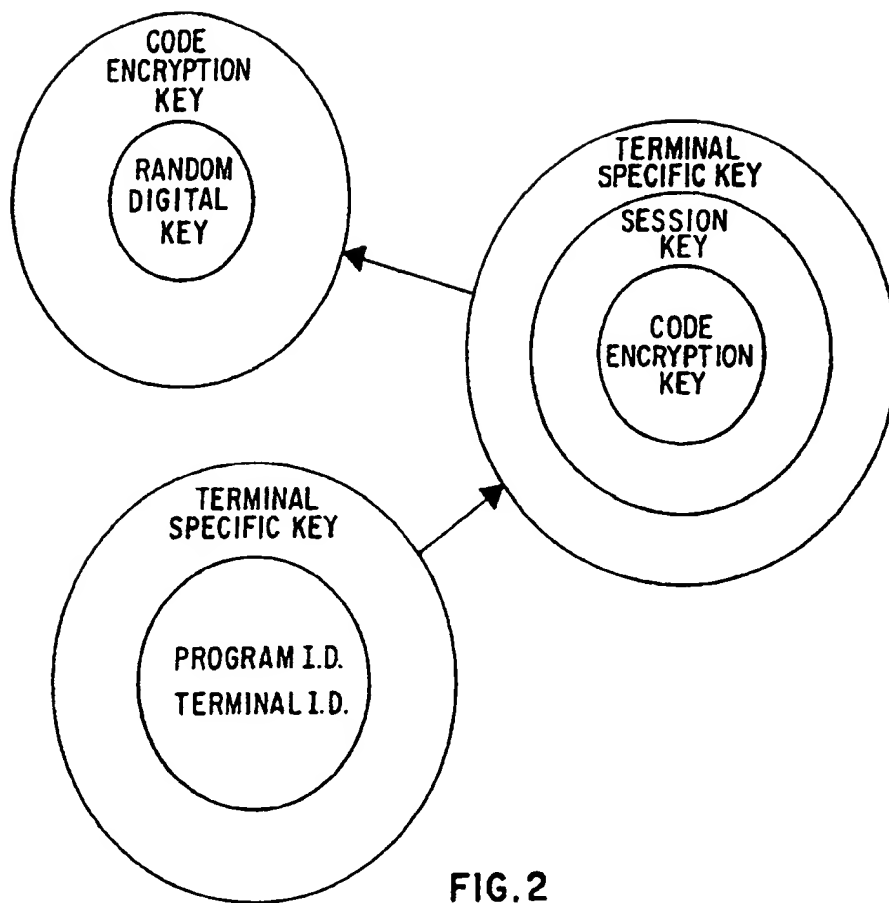 CODE
ENCRYPTION
KEY
RANDOM
DIGITAL
KEY
TERMINAL
SPECIFIC KEY
SESSION
KEY
CODE
ENCRYPTION
KEY
TERMINAL
SPECIFIC KEY
PROGRAM I.D.
TERMINAL I.D.
FIG.2